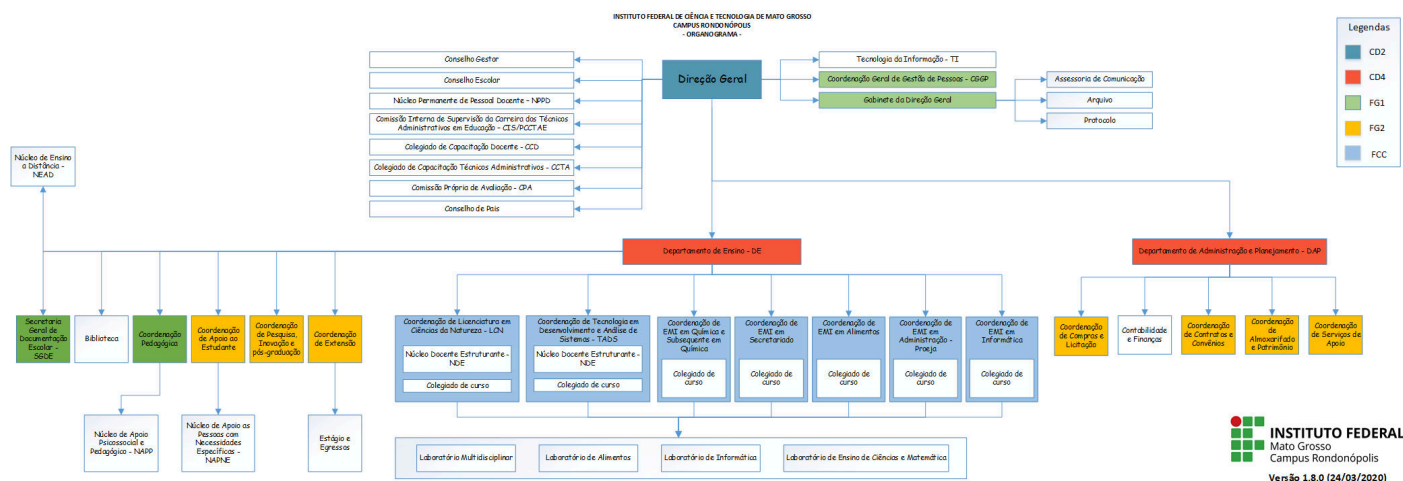 INSTITUTO FEDERAL DE CIÊNCIA E TECNOLOGIA DE MATO GROSSO
CAMPUS RONDONÓPOLIS
- ORGANOGRAMA -
Legendas
CD2
CD4
FG1
FG2
FCC
Direção Geral
Conselho Gestor
Conselho Escolar
Núcleo Permanente de Pessoal Docente - NPPD
Comissão Interna de Supervisão da Carreira dos Técnicos
Administrativos em Educação - CIS/PCCTAE
Colegiado de Capacitação Docente - CCD
Colegiado de Capacitação Técnicos Administrativos - CCTA
Comissão Própria de Avaliação - CPA
Conselho de Pais
Tecnologia da Informação - TI
Coordenação Geral de Gestão de Pessoas - CGGP
Gabinete da Direção Geral
Assessoria de Comunicação
Arquivo
Protocolo
Núcleo de Ensino
a Distância -
NEAD
Departamento de Ensino - DE
Departamento de Administração e Planejamento - DAP
Secretaria
Geral de
Documentação
Escolar -
SGDE
Biblioteca
Coordenação
Pedagógica
Coordenação
de Apoio ao
Estudante
Coordenação
de Pesquisa,
Inovação e
pós-graduação
Coordenação
de Extensão
Coordenação de Licenciatura em
Ciências da Natureza - LCN
Núcleo Docente Estruturante -
NDE
Colegiado de curso
Coordenação de Tecnologia em
Desenvolvimento e Análise de
Sistemas - TADS
Núcleo Docente Estruturante -
NDE
Colegiado de curso
Coordenação de
EMI em Química e
Subsequente em
Química
Colegiado de
curso
Coordenação de
EMI em
Secretariado
Colegiado de
curso
Coordenação de
EMI em Alimentos
Colegiado de
curso
Coordenação de
EMI em
Administração -
Proeja
Colegiado de
curso
Coordenação de
EMI em
Informática
Colegiado de
curso
Coordenação
de Compras e
Licitação
Contabilidade
e Finanças
Coordenação
de Contratos e
Convênios
Coordenação
de
Almoxarifado
e Patrimônio
Coordenação
de Serviços de
Apoio
Núcleo de Apoio
Psicossocial e
Pedagógico - NAPP
Núcleo de Apoio as
Pessoas com
Necessidades
Específicas -
NAPNE
Estágio e
Egressos
Laboratório Multidisciplinar
Laboratório de Alimentos
Laboratório de Informática
Laboratório de Ensino de Ciências e Matemática
INSTITUTO FEDERAL
Mato Grosso
Campus Rondonópolis
Versão 1.8.0 (24/03/2020)